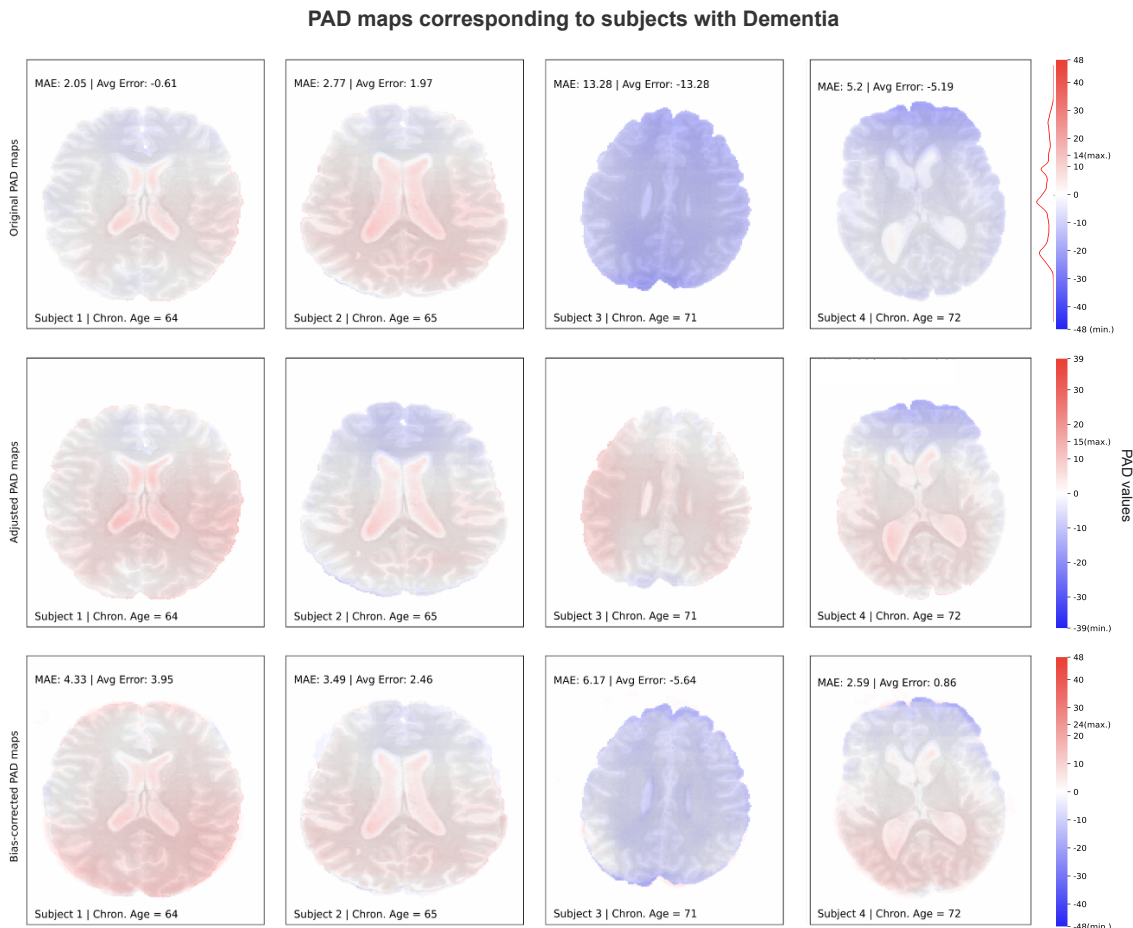 PAD maps corresponding to subjects with Dementia
Original PAD maps
MAE: 2.05 | Avg Error: -0.61
Subject 1 | Chron. Age = 64
MAE: 2.77 | Avg Error: 1.97
Subject 2 | Chron. Age = 65
MAE: 13.28 | Avg Error: -13.28
Subject 3 | Chron. Age = 71
MAE: 5.2 | Avg Error: -5.19
Subject 4 | Chron. Age = 72
48
40
30
20
14(max.)
10
0
-10
-20
-30
-40
-48 (min.)
Adjusted PAD maps
Subject 1 | Chron. Age = 64
Subject 2 | Chron. Age = 65
Subject 3 | Chron. Age = 71
Subject 4 | Chron. Age = 72
39
30
20
15(max.)
10
0
-10
-20
-30
-39(min.)
PAD values
Bias-corrected PAD maps
MAE: 4.33 | Avg Error: 3.95
Subject 1 | Chron. Age = 64
MAE: 3.49 | Avg Error: 2.46
Subject 2 | Chron. Age = 65
MAE: 6.17 | Avg Error: -5.64
Subject 3 | Chron. Age = 71
MAE: 2.59 | Avg Error: 0.86
Subject 4 | Chron. Age = 72
48
40
30
24(max.)
20
10
0
-10
-20
-30
-40
-48(min.)